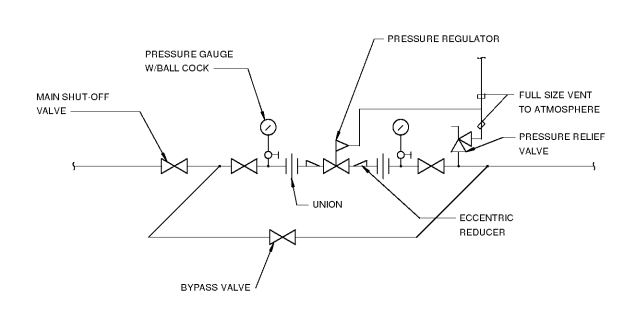 PRESSURE REGULATOR
PRESSURE GAUGE
W/BALL COCK
MAIN SHUT-OFF
VALVE
FULL SIZE VENT
TO ATMOSPHERE
PRESSURE RELIEF
VALVE
UNION
ECCENTRIC
REDUCER
BYPASS VALVE